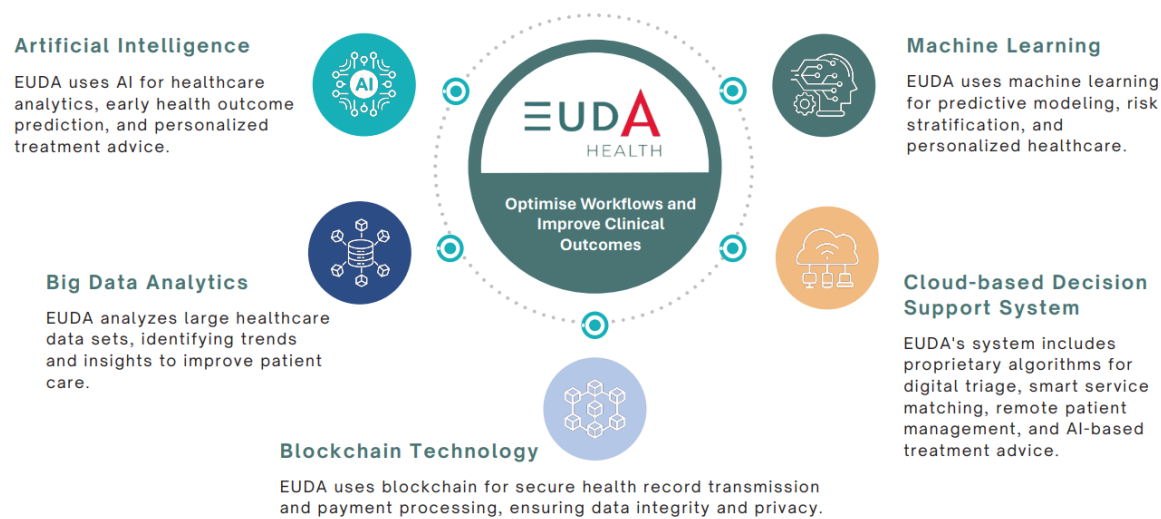 Artificial Intelligence
EUDA uses AI for healthcare
analytics, early health outcome
prediction, and personalized
treatment advice.
AI
EUDA
HEALTH
Optimise Workflows and
Improve Clinical
Outcomes
Machine Learning
EUDA uses machine learning
for predictive modeling, risk
stratification, and
personalized healthcare.
Big Data Analytics
EUDA analyzes large healthcare
data sets, identifying trends
and insights to improve patient
care.
Cloud-based Decision
Support System
EUDA's system includes
proprietary algorithms for
digital triage, smart service
matching, remote patient
management, and AI-based
treatment advice.
Blockchain Technology
EUDA uses blockchain for secure health record transmission
and payment processing, ensuring data integrity and privacy.